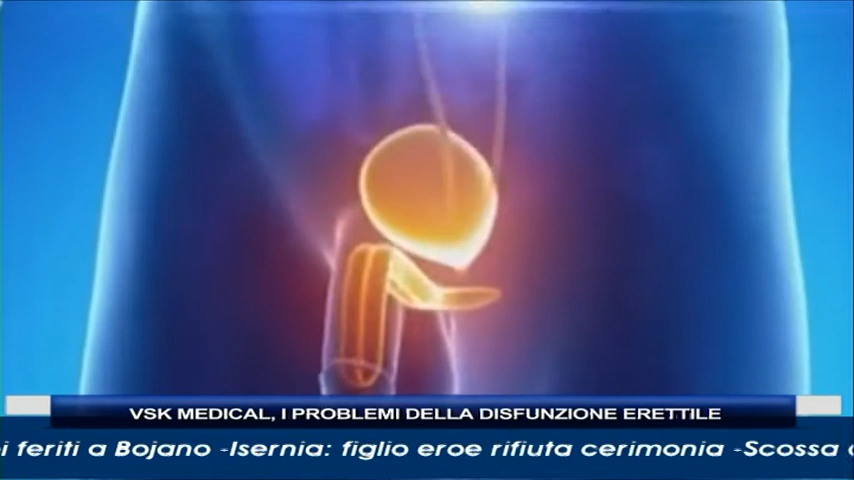 VSK MEDICAL, I PROBLEMI DELLA DISFUNZIONE ERETTILE
feriti a Bojano -Isernia: figlio eroe rifiuta cerimonia -Scossa